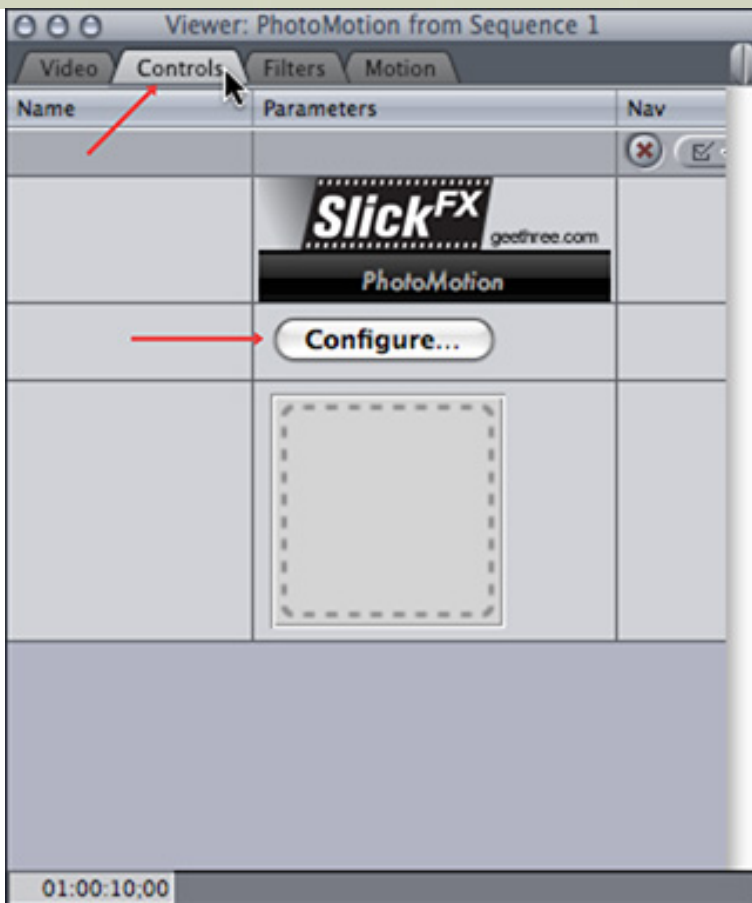 Viewer: PhotoMotion from Sequence 1
Video Controls Filters Motion
Name Parameters Nav
SlickFX
geethree.com
PhotoMotion
Configure...
01:00:10;00